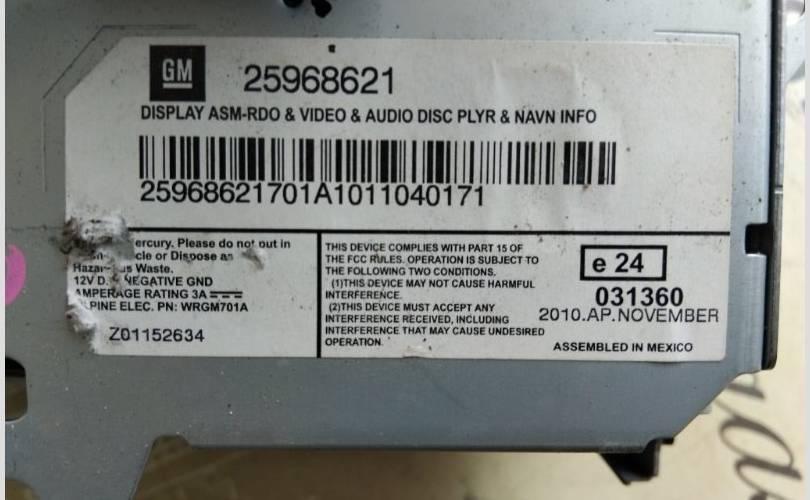 GM
25968621
DISPLAY ASM-RDO & VIDEO & AUDIO DISC PLYR & NAVN INFO
25968621701A1011040171
ercury. Please do not put in
cle or Dispose as
Waste.
12V D. NEGATIVE GND
AMPERAGE RATING 3A
PINE ELEC. PN: WRGM701A
Z01152634
THIS DEVICE COMPLIES WITH PART 15 OF
THE FCC RULES. OPERATION IS SUBJECT TO
THE FOLLOWING TWO CONDITIONS.
(1)THIS DEVICE MAY NOT CAUSE HARMFUL
INTERFERENCE.
(2)THIS DEVICE MUST ACCEPT ANY
INTERFERENCE RECEIVED, INCLUDING
INTERFERENCE THAT MAY CAUSE UNDESIRED
OPERATION.
e 24
031360
2010.AP.NOVEMBER
ASSEMBLED IN MEXICO